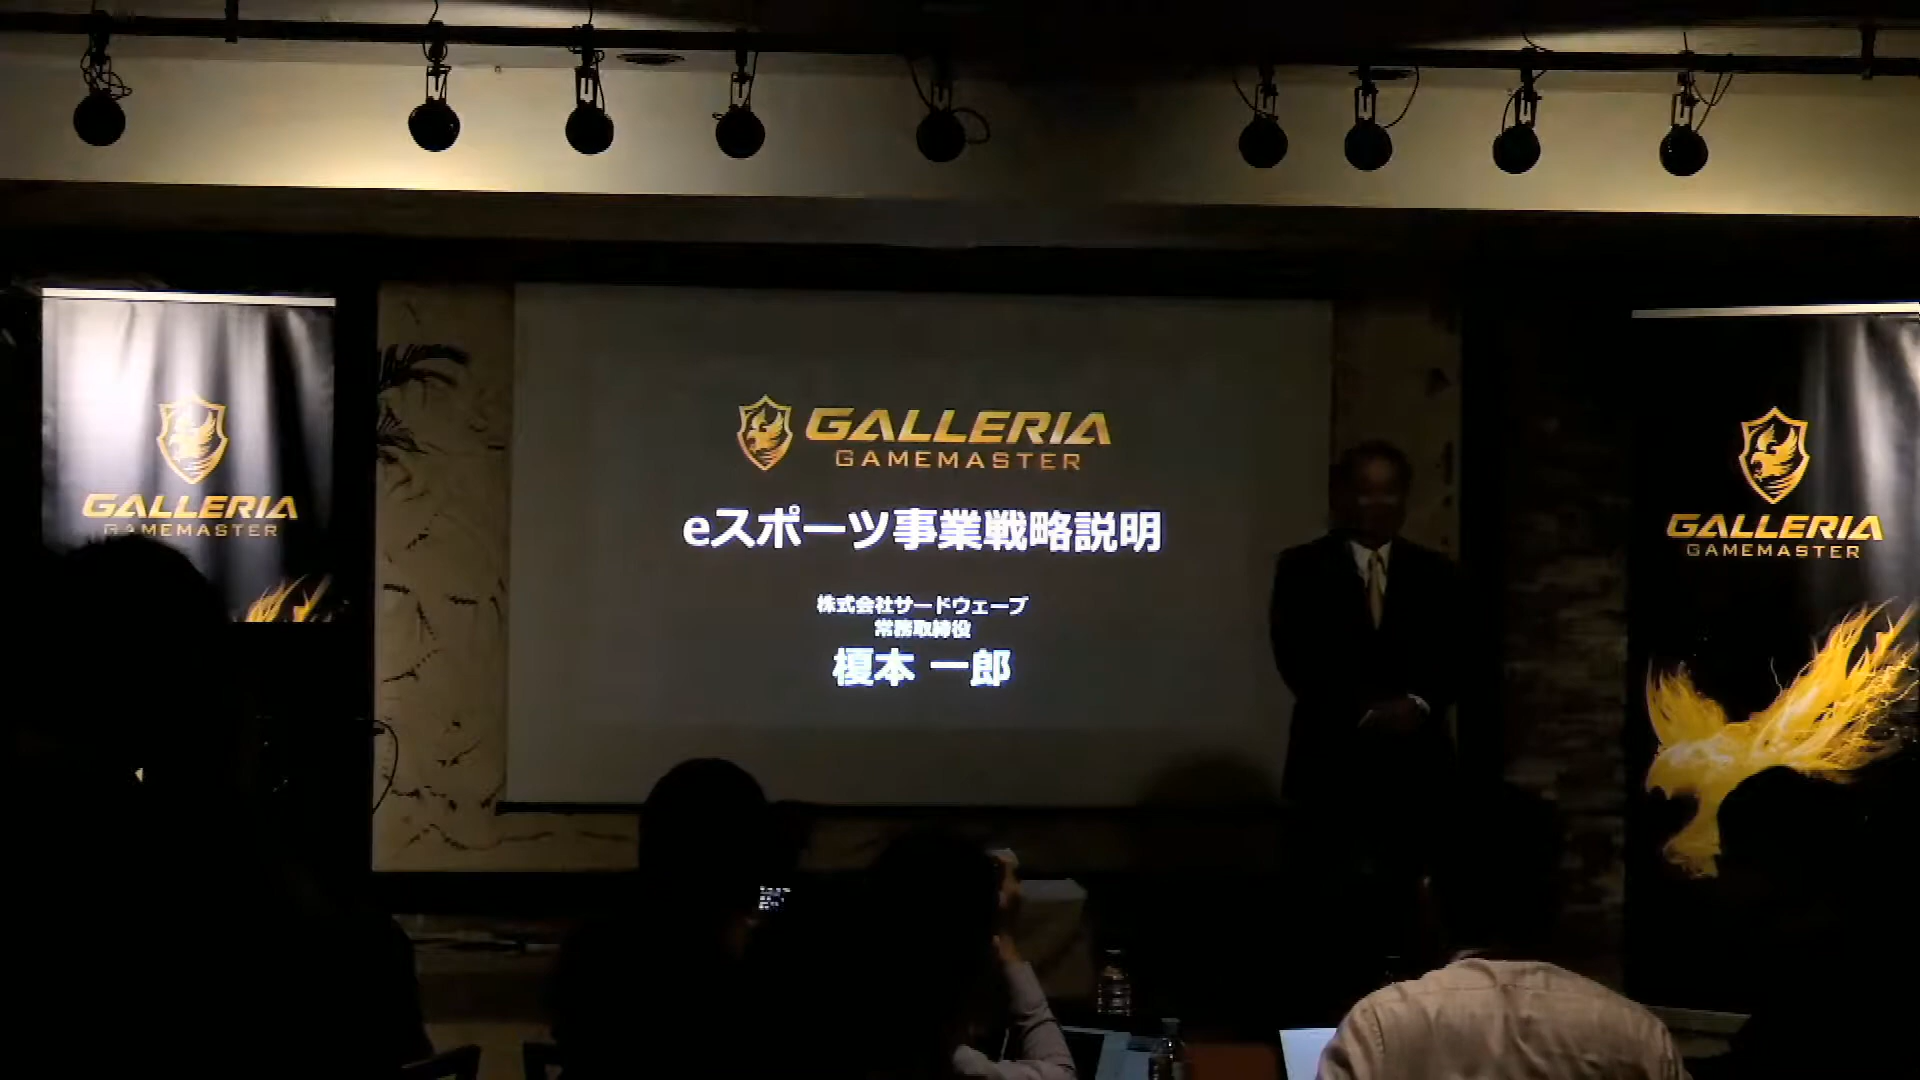 GALLERIA
GAMEMASTER
GALLERIA
GAMEMASTER
eスポーツ事業戦略説明
株式会社サードウェーブ
常務取締役
榎本 一郎
GALLERIA
GAMEMASTER